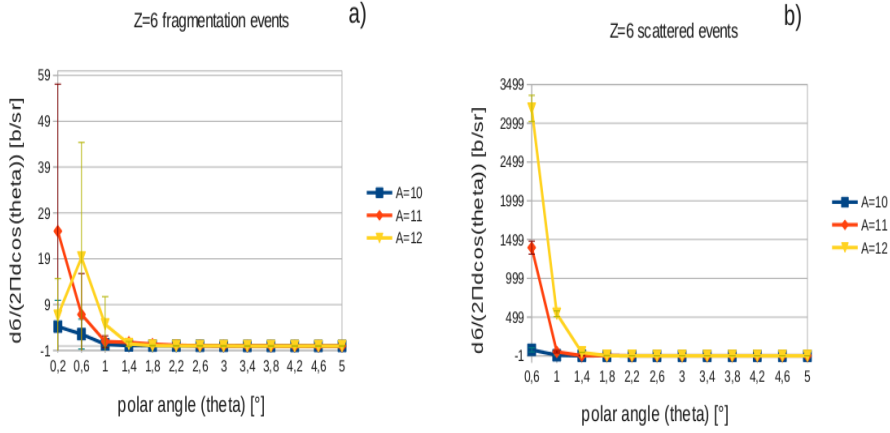 a)
Z=6 fragmentation events
dб/(2Πdcos(theta)) [b/sr]
59
49
39
29
19
9
-1
0,2 0,6 1 1,4 1,8 2,2 2,6 3 3,4 3,8 4,2 4,6 5
polar angle (theta) [°]
A=10
A=11
A=12
b)
Z=6 scattered events
dб/(2Πdcos(theta)) [b/sr]
3499
2999
2499
1999
1499
999
499
-1
0,6 1 1,4 1,8 2,2 2,6 3 3,4 3,8 4,2 4,6 5
polar angle (theta) [°]
A=10
A=11
A=12